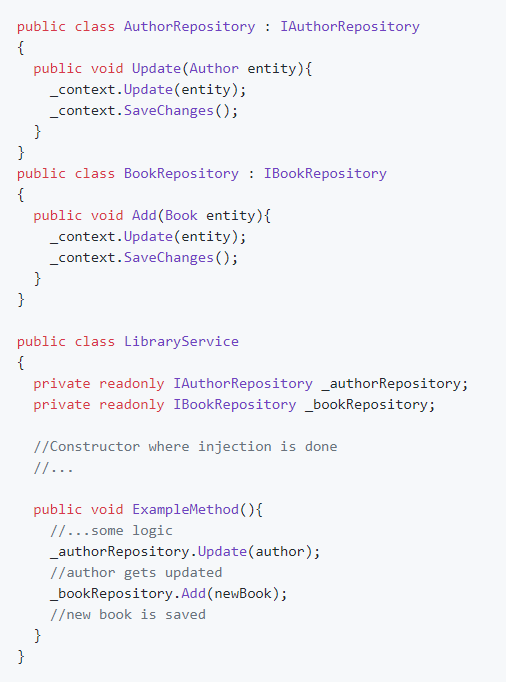 public class AuthorRepository : IAuthorRepository
{
  public void Update(Author entity){
    _context.Update(entity);
    _context.SaveChanges();
  }
}
public class BookRepository : IBookRepository
{
  public void Add(Book entity){
    _context.Update(entity);
    _context.SaveChanges();
  }
}

public class LibraryService
{
  private readonly IAuthorRepository _authorRepository;
  private readonly IBookRepository _bookRepository;

  //Constructor where injection is done
  //...

  public void ExampleMethod(){
    //...some logic
    _authorRepository.Update(author);
    //author gets updated
    _bookRepository.Add(newBook);
    //new book is saved
  }
}